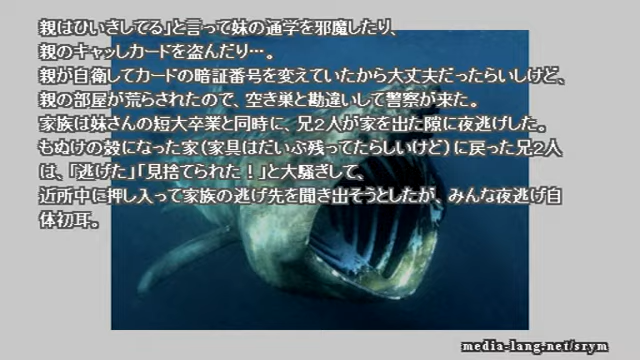 親はひいきしてる」と言って妹の通学を邪魔したり、
親のキャッしカードを盗んだり…。
親が自衛してカードの暗証番号を変えていたから大丈夫だったらいしけど、
親の部屋が荒らされたので、空き巣と勘違いして警察が来た。
家族は妹さんの短大卒業と同時に、兄2人が家を出た隙に夜逃げした。
もぬけの殻になった家(家具はだいぶ残ってたらしいけど)に戻った兄2人
は、「逃げた」「見捨てられた!」と大騒ぎして、
近所中に押し入って家族の逃げ先を聞き出そうとしたが、みんな夜逃げ自
体初耳。
media-lang-net/srym